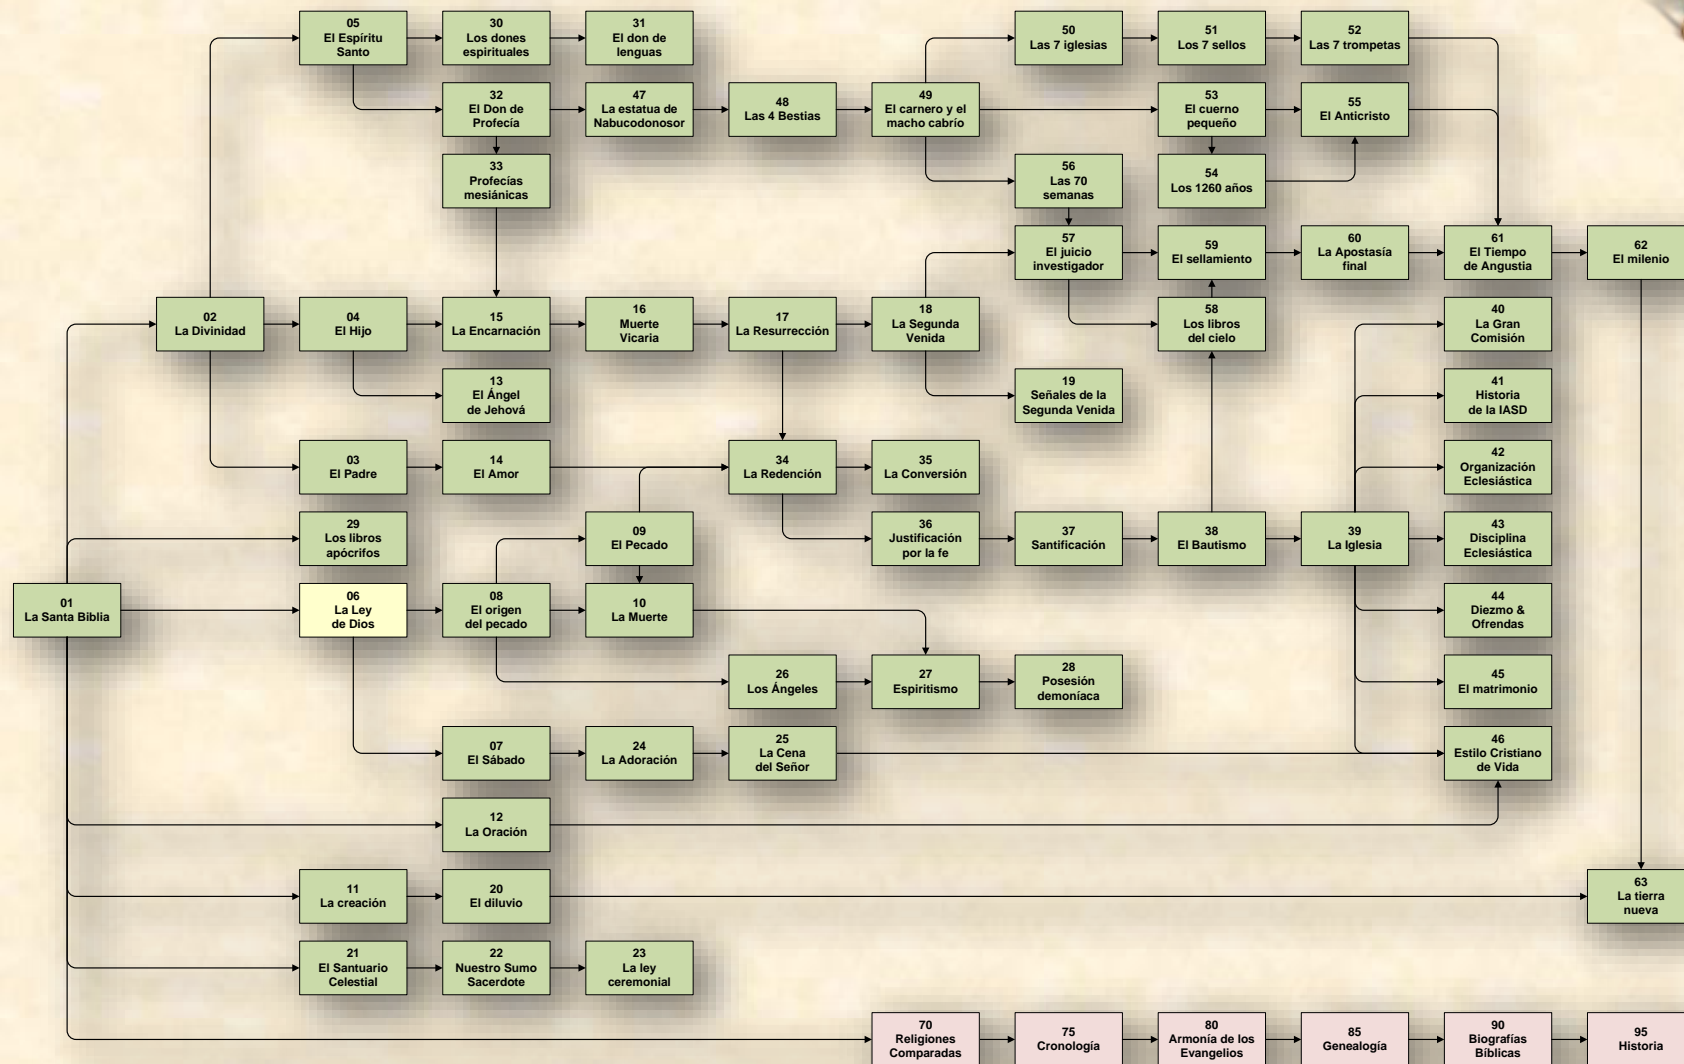 05
El Espíritu
Santo
30
Los dones
espirituales
31
El don de
lenguas
50
Las 7 iglesias
51
Los 7 sellos
52
Las 7 trompetas
32
El Don de
Profecía
47
La estatua de
Nabucodonosor
48
Las 4 Bestias
49
El carnero y el
macho cabrío
53
El cuerno
pequeño
55
El Anticristo
33
Profecías
mesiánicas
56
Las 70
semanas
54
Los 1260 años
57
El juicio
investigador
59
El sellamiento
60
La Apostasía
final
61
El Tiempo
de Angustia
62
El milenio
02
La Divinidad
04
El Hijo
15
La Encarnación
16
Muerte
Vicaria
17
La Resurrección
18
La Segunda
Venida
58
Los libros
del cielo
40
La Gran
Comisión
13
El Ángel
de Jehová
19
Señales de la
Segunda Venida
41
Historia
de la IASD
03
El Padre
14
El Amor
34
La Redención
35
La Conversión
42
Organización
Eclesiástica
29
Los libros
apócrifos
09
El Pecado
36
Justificación
por la fe
37
Santificación
38
El Bautismo
39
La Iglesia
43
Disciplina
Eclesiástica
01
La Santa Biblia
06
La Ley
de Dios
08
El origen
del pecado
10
La Muerte
44
Diezmo &
Ofrendas
26
Los Ángeles
27
Espiritismo
28
Posesión
demoníaca
45
El matrimonio
07
El Sábado
24
La Adoración
25
La Cena
del Señor
46
Estilo Cristiano
de Vida
12
La Oración
11
La creación
20
El diluvio
63
La tierra
nueva
21
El Santuario
Celestial
22
Nuestro Sumo
Sacerdote
23
La ley
ceremonial
70
Religiones
Comparadas
75
Cronología
80
Armonía de los
Evangelios
85
Genealogía
90
Biografías
Bíblicas
95
Historia